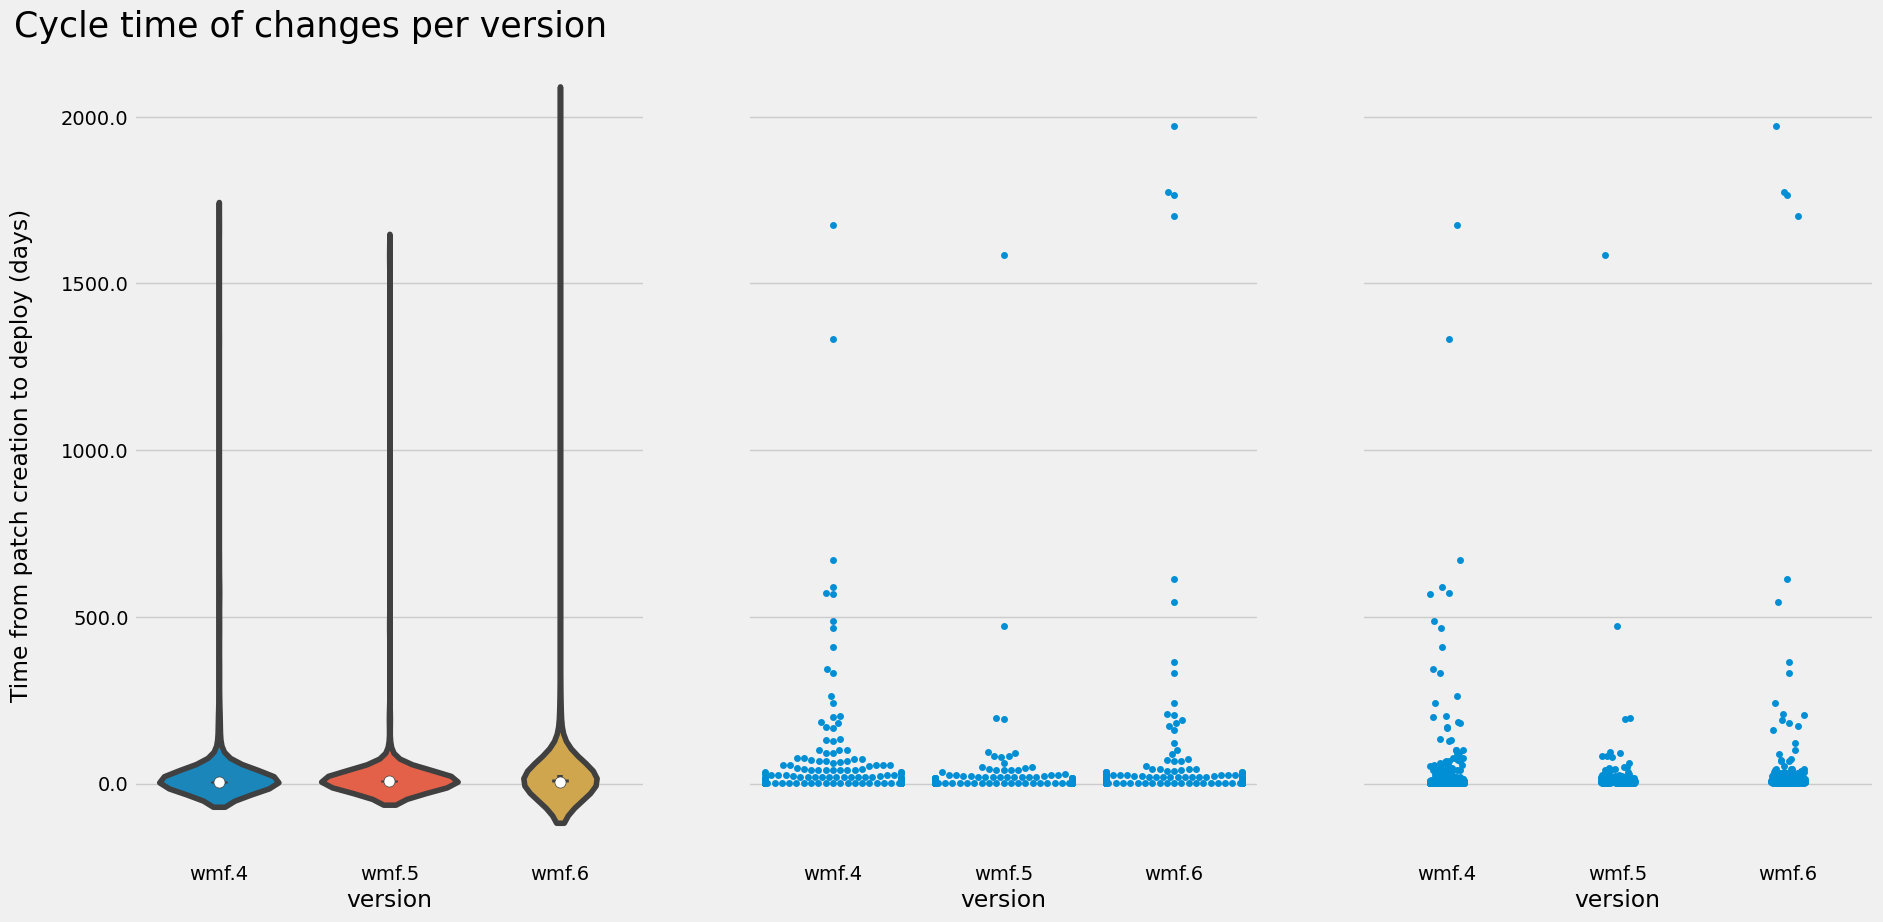 Cycle time of changes per version
Time from patch creation to deploy (days)
2000.0
1500.0
1000.0
500.0
0.0
wmf.4 wmf.5 wmf.6
version
wmf.4 wmf.5 wmf.6
version
wmf.4 wmf.5 wmf.6
version